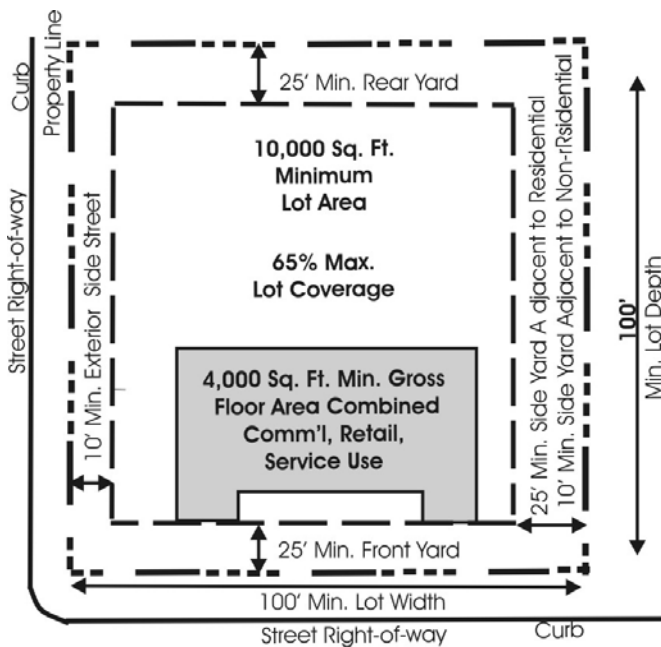 Curb
Property Line
25' Min. Rear Yard
10,000 Sq. Ft.
Minimum
Lot Area
65% Max.
Lot Coverage
Street Right-of-way
10' Min. Exterior Side Street
4,000 Sq. Ft. Min. Gross
Floor Area Combined
Comm'l, Retail,
Service Use
25' Min. Side Yard A djacent to Residential
10' Min. Side Yard Adjacent to Non-rRsidential
100'
Min. Lot Depth
25' Min. Front Yard
100' Min. Lot Width
Street Right-of-way
Curb